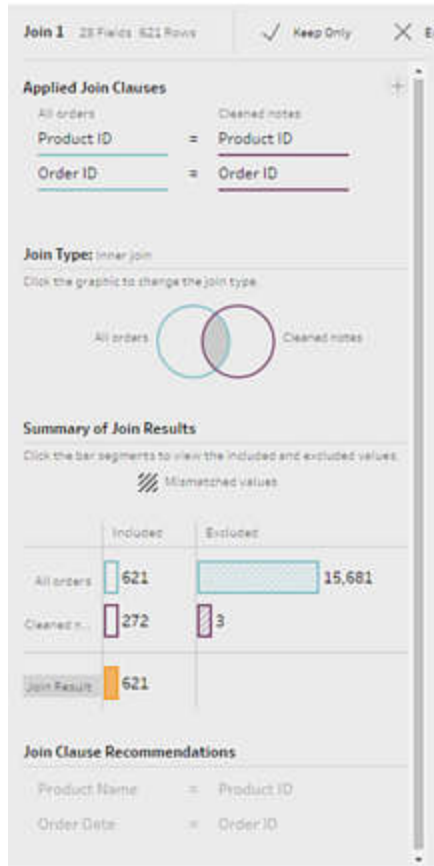 Join 1 28 Fields 621 Rows Keep Only
Applied Join Clauses
All orders Cleaned notes
Product ID = Product ID
Order ID = Order ID
Join Type: Inner join
Click the graphic to change the join type.
All orders Cleaned notes
Summary of Join Results
Click the bar segments to view the included and excluded values.
Mismatched values
Included Excluded
All orders 621 15,681
Cleaned n... 272 3
Join Result 621
Join Clause Recommendations
Product Name = Product ID
Order Date = Order ID